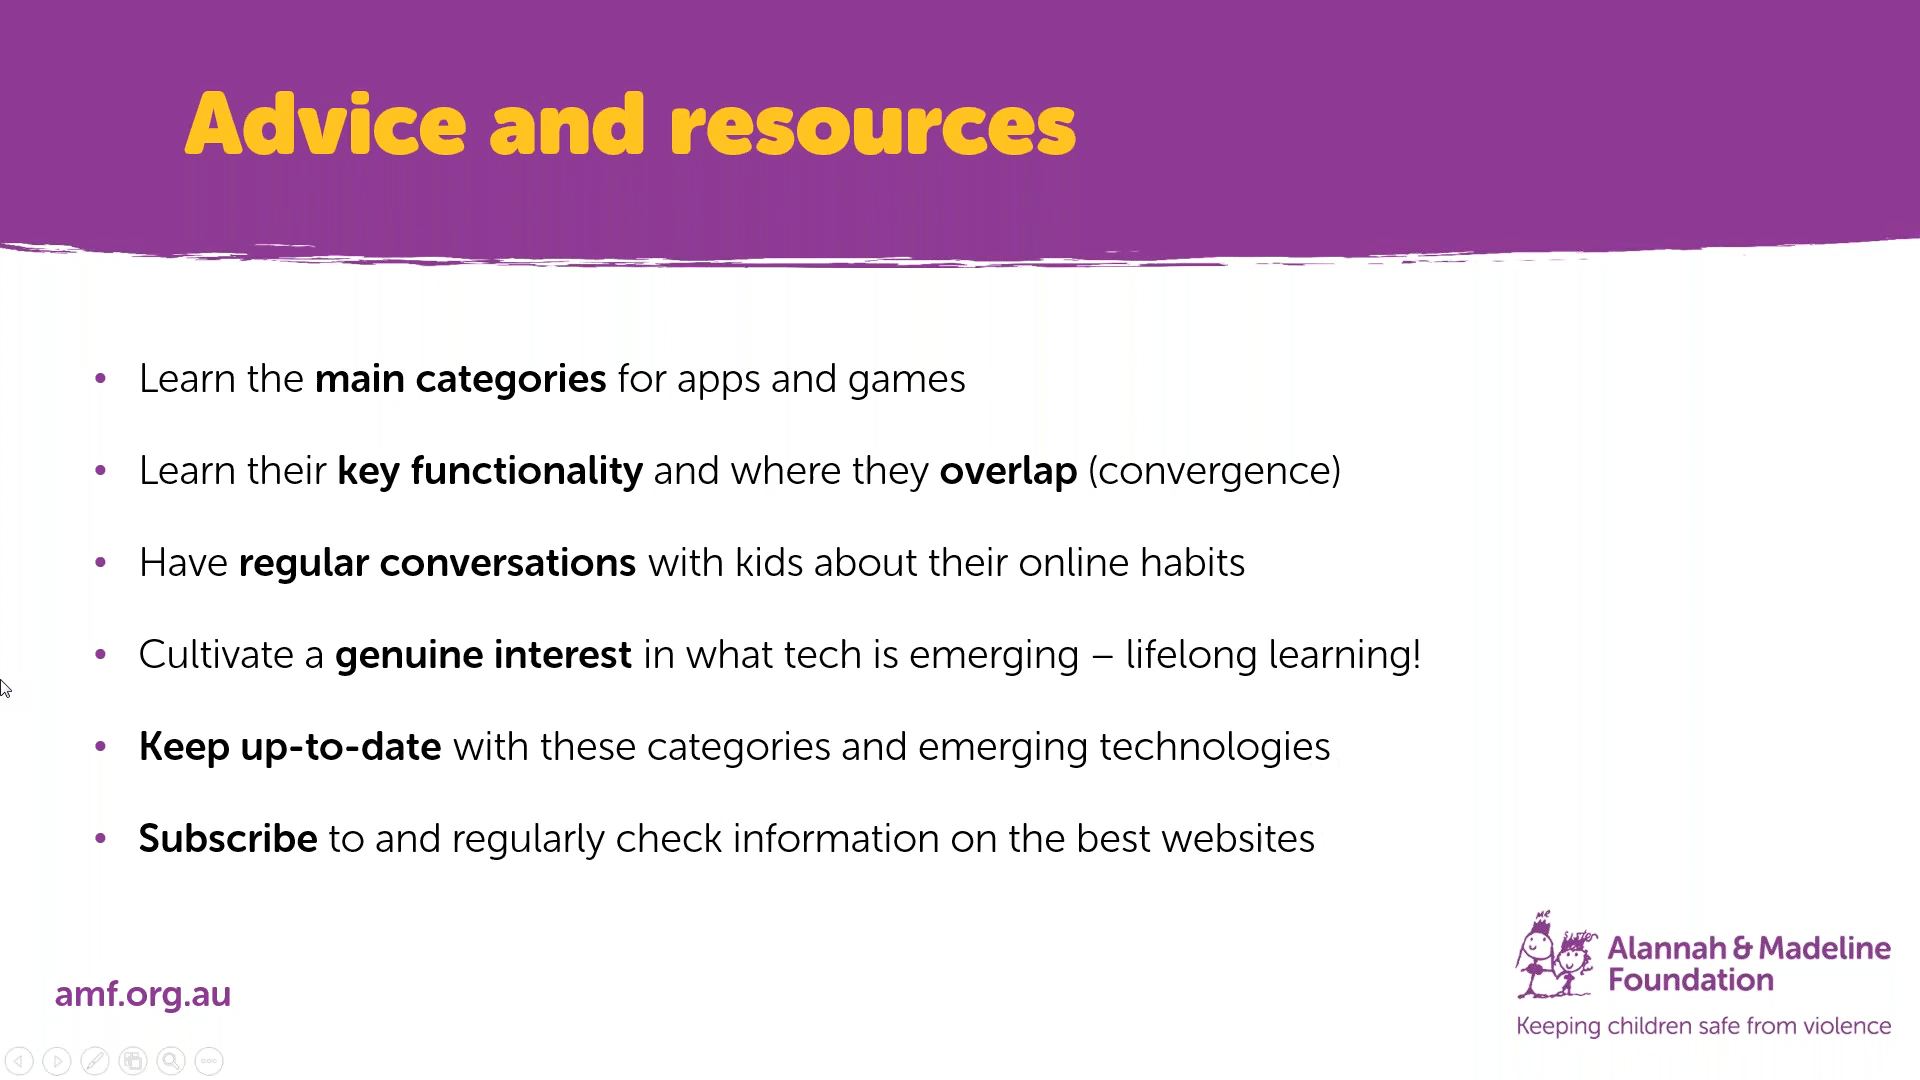 Advice and resources
• Learn the main categories for apps and games
• Learn their key functionality and where they overlap (convergence)
• Have regular conversations with kids about their online habits
• Cultivate a genuine interest in what tech is emerging – lifelong learning!
• Keep up-to-date with these categories and emerging technologies
• Subscribe to and regularly check information on the best websites
me
sister
Alannah & Madeline
Foundation
Keeping children safe from violence
amf.org.au